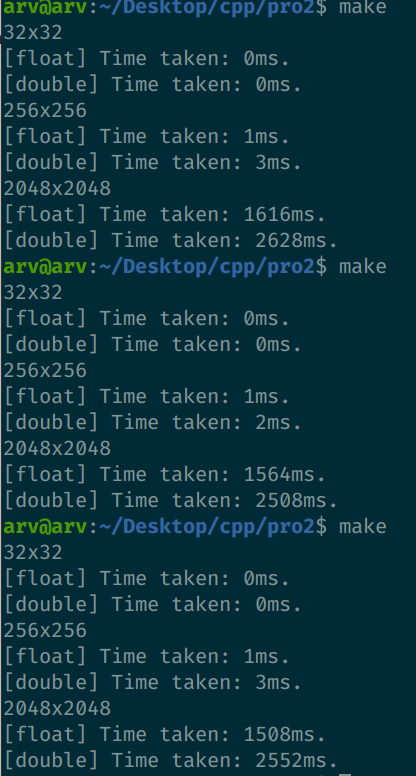 arv@arv:~/Desktop/cpp/pro2$ make
32x32
[float] Time taken: 0ms.
[double] Time taken: 0ms.
256x256
[float] Time taken: 1ms.
[double] Time taken: 3ms.
2048x2048
[float] Time taken: 1616ms.
[double] Time taken: 2628ms.
arv@arv:~/Desktop/cpp/pro2$ make
32x32
[float] Time taken: 0ms.
[double] Time taken: 0ms.
256x256
[float] Time taken: 1ms.
[double] Time taken: 2ms.
2048x2048
[float] Time taken: 1564ms.
[double] Time taken: 2508ms.
arv@arv:~/Desktop/cpp/pro2$ make
32x32
[float] Time taken: 0ms.
[double] Time taken: 0ms.
256x256
[float] Time taken: 1ms.
[double] Time taken: 3ms.
2048x2048
[float] Time taken: 1508ms.
[double] Time taken: 2552ms.